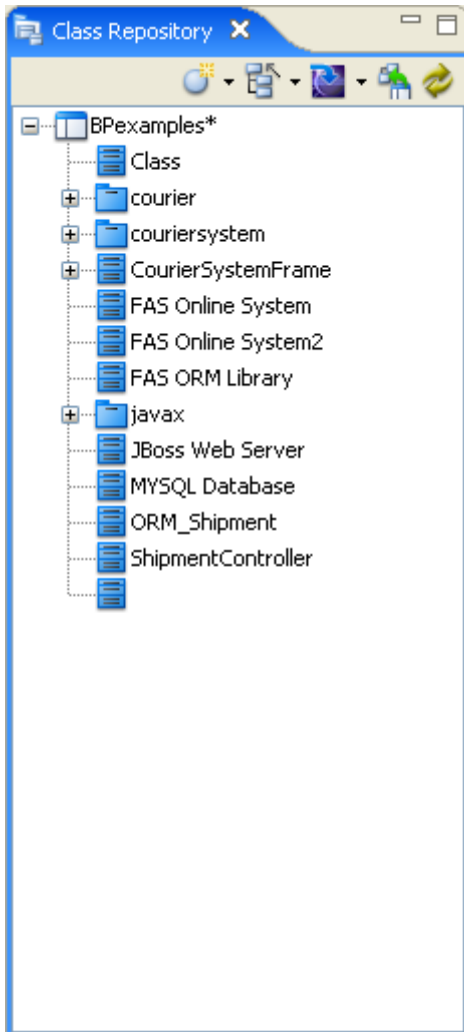 Class Repository
BPexamples*
Class
courier
couriersystem
CourierSystemFrame
FAS Online System
FAS Online System2
FAS ORM Library
javax
JBoss Web Server
MYSQL Database
ORM_Shipment
ShipmentController